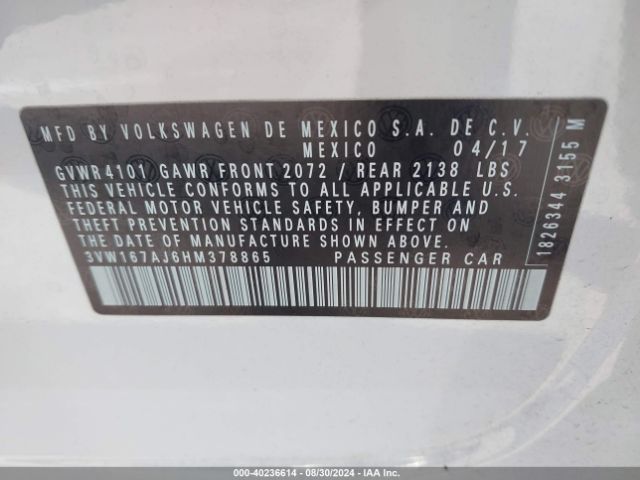 MFD BY VOLKSWAGEN DE MEXICO S.A. DE C.V.
MEXICO 04/17
GVWR 4101 GAWR FRONT 2072 / REAR 2138 LBS
THIS VEHICLE CONFORMS TO ALL APPLICABLE U.S.
FEDERAL MOTOR VEHICLE SAFETY, BUMPER AND
THEFT PREVENTION STANDARDS IN EFFECT ON
THE DATE OF MANUFACTURE SHOWN ABOVE.
3VW167AJ6HM378865 PASSENGER CAR
1826344 3155 M
000-40236614 / 08/30/2024 - IAAI.COM